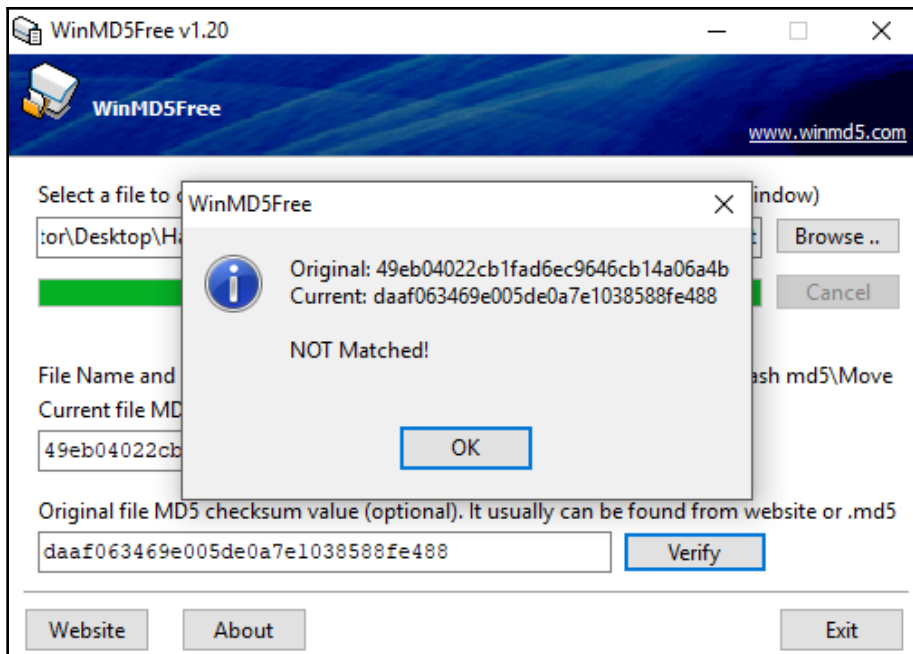 WinMD5Free v1.20
WinMD5Free
www.winmd5.com
Select a file to
indow)
tor\Desktop\Ha
Browse ..
WinMD5Free
Original: 49eb04022cb1fad6ec9646cb14a06a4b
Current: daaf063469e005de0a7e1038588fe488
NOT Matched!
OK
Cancel
File Name and
ash md5\Move
Current file MD
49eb04022cb
Original file MD5 checksum value (optional). It usually can be found from website or .md5
daaf063469e005de0a7e1038588fe488
Verify
Website
About
Exit